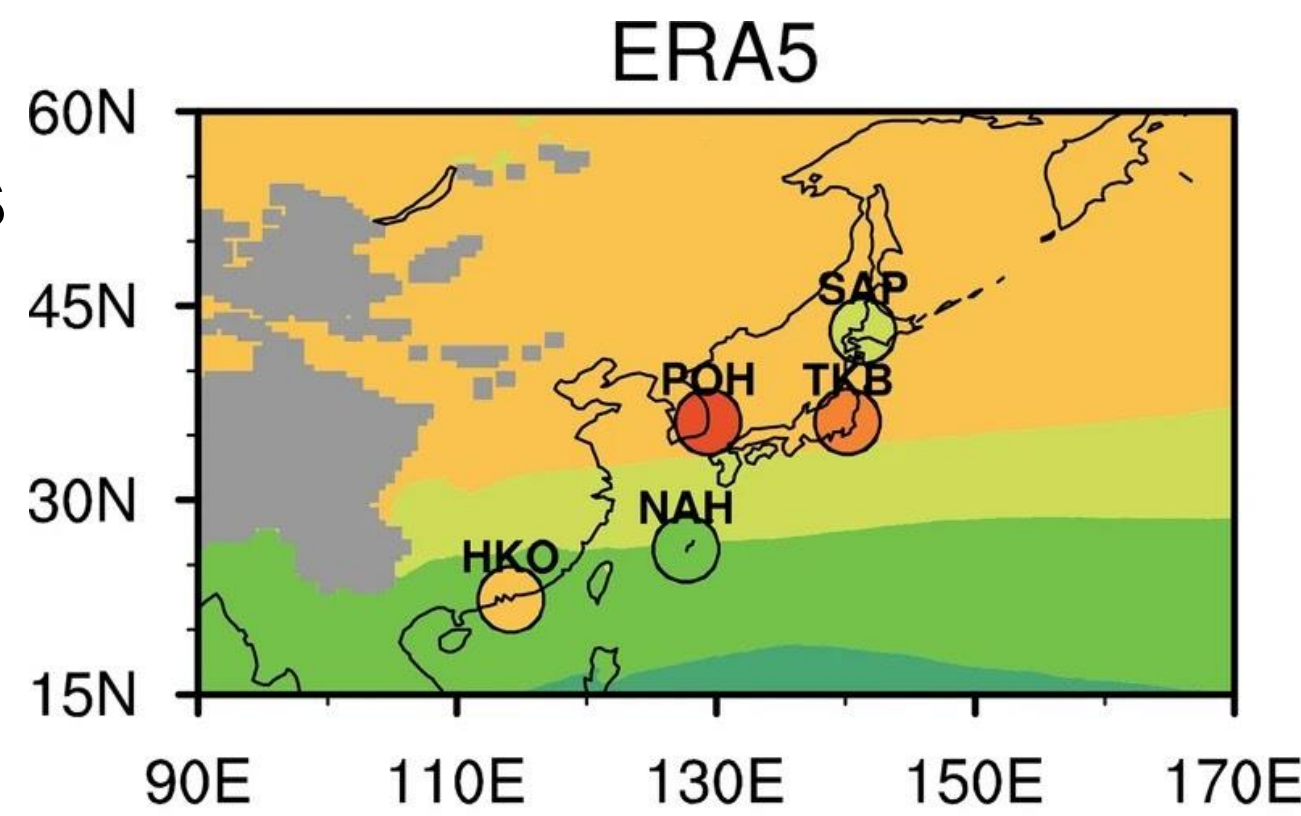 ERA5
60N
S
SAP
45N
POH TKB
30N
NAH
HKO
15N
90E 110E 130E 150E 170E